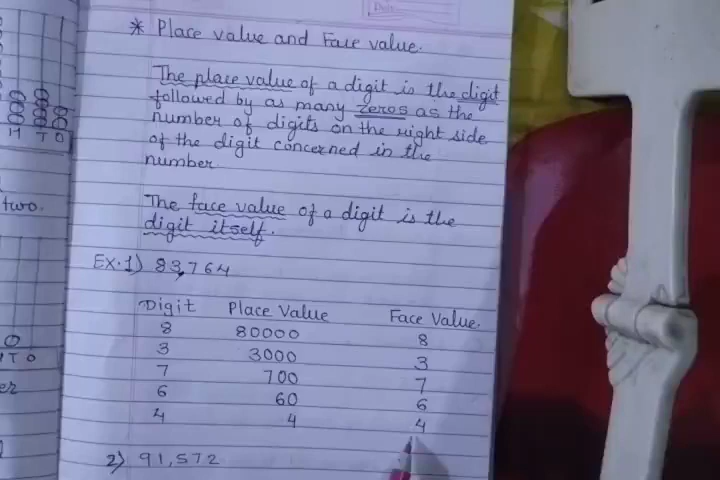 * Place value and Face value.
The place value of a digit is the digit
followed by as many zeros as the
number of digits on the right side
of the digit concerned in the
number
The face value of a digit is the
digit itself.
Ex.1) 83,764
Digit Place Value Face Value.
8 80000 8
3 3000 3
7 700 7
6 60 6
4 4 4
2) 91,572
H T O
two.
T O
er